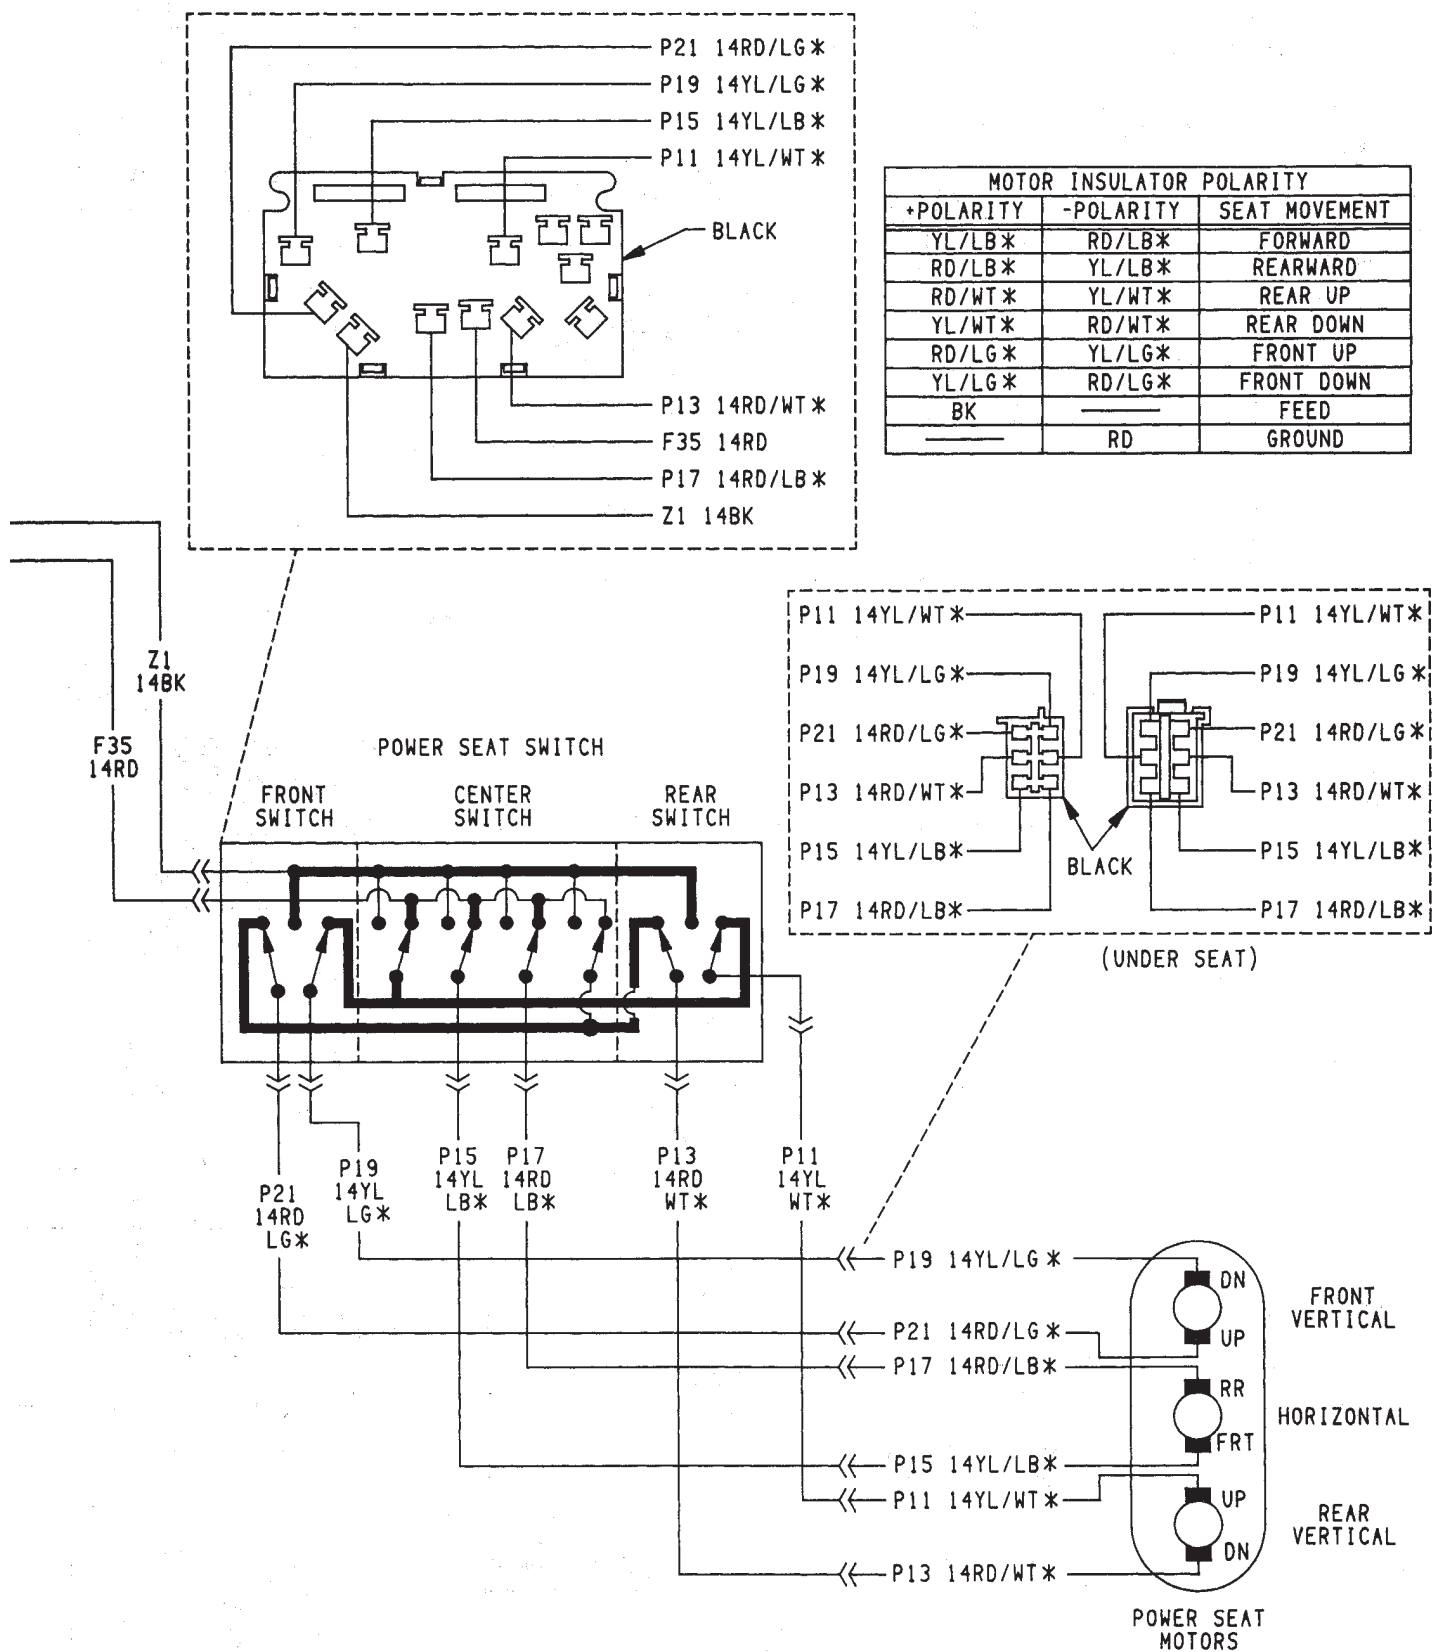 P21 14RD/LG*
P19 14YL/LG*
P15 14YL/LB*
P11 14YL/WT*
BLACK
P13 14RD/WT*
F35 14RD
P17 14RD/LB*
Z1 14BK
MOTOR INSULATOR POLARITY
+POLARITY -POLARITY SEAT MOVEMENT
YL/LB* RD/LB* FORWARD
RD/LB* YL/LB* REARWARD
RD/WT* YL/WT* REAR UP
YL/WT* RD/WT* REAR DOWN
RD/LG* YL/LG* FRONT UP
YL/LG* RD/LG* FRONT DOWN
BK FEED
RD GROUND
Z1
14BK
F35
14RD
POWER SEAT SWITCH
FRONT
SWITCH
CENTER
SWITCH
REAR
SWITCH
P11 14YL/WT*
P19 14YL/LG*
P21 14RD/LG*
P13 14RD/WT*
P15 14YL/LB*
P17 14RD/LB*
BLACK
P11 14YL/WT*
P19 14YL/LG*
P21 14RD/LG*
P13 14RD/WT*
P15 14YL/LB*
P17 14RD/LB*
(UNDER SEAT)
P21
14RD
LG*
P19
14YL
LG*
P15
14YL
LB*
P17
14RD
LB*
P13
14RD
WT*
P11
14YL
WT*
P19 14YL/LG*
P21 14RD/LG*
P17 14RD/LB*
P15 14YL/LB*
P11 14YL/WT*
P13 14RD/WT*
DN
UP
FRONT
VERTICAL
RR
FRT
HORIZONTAL
UP
DN
REAR
VERTICAL
POWER SEAT
MOTORS